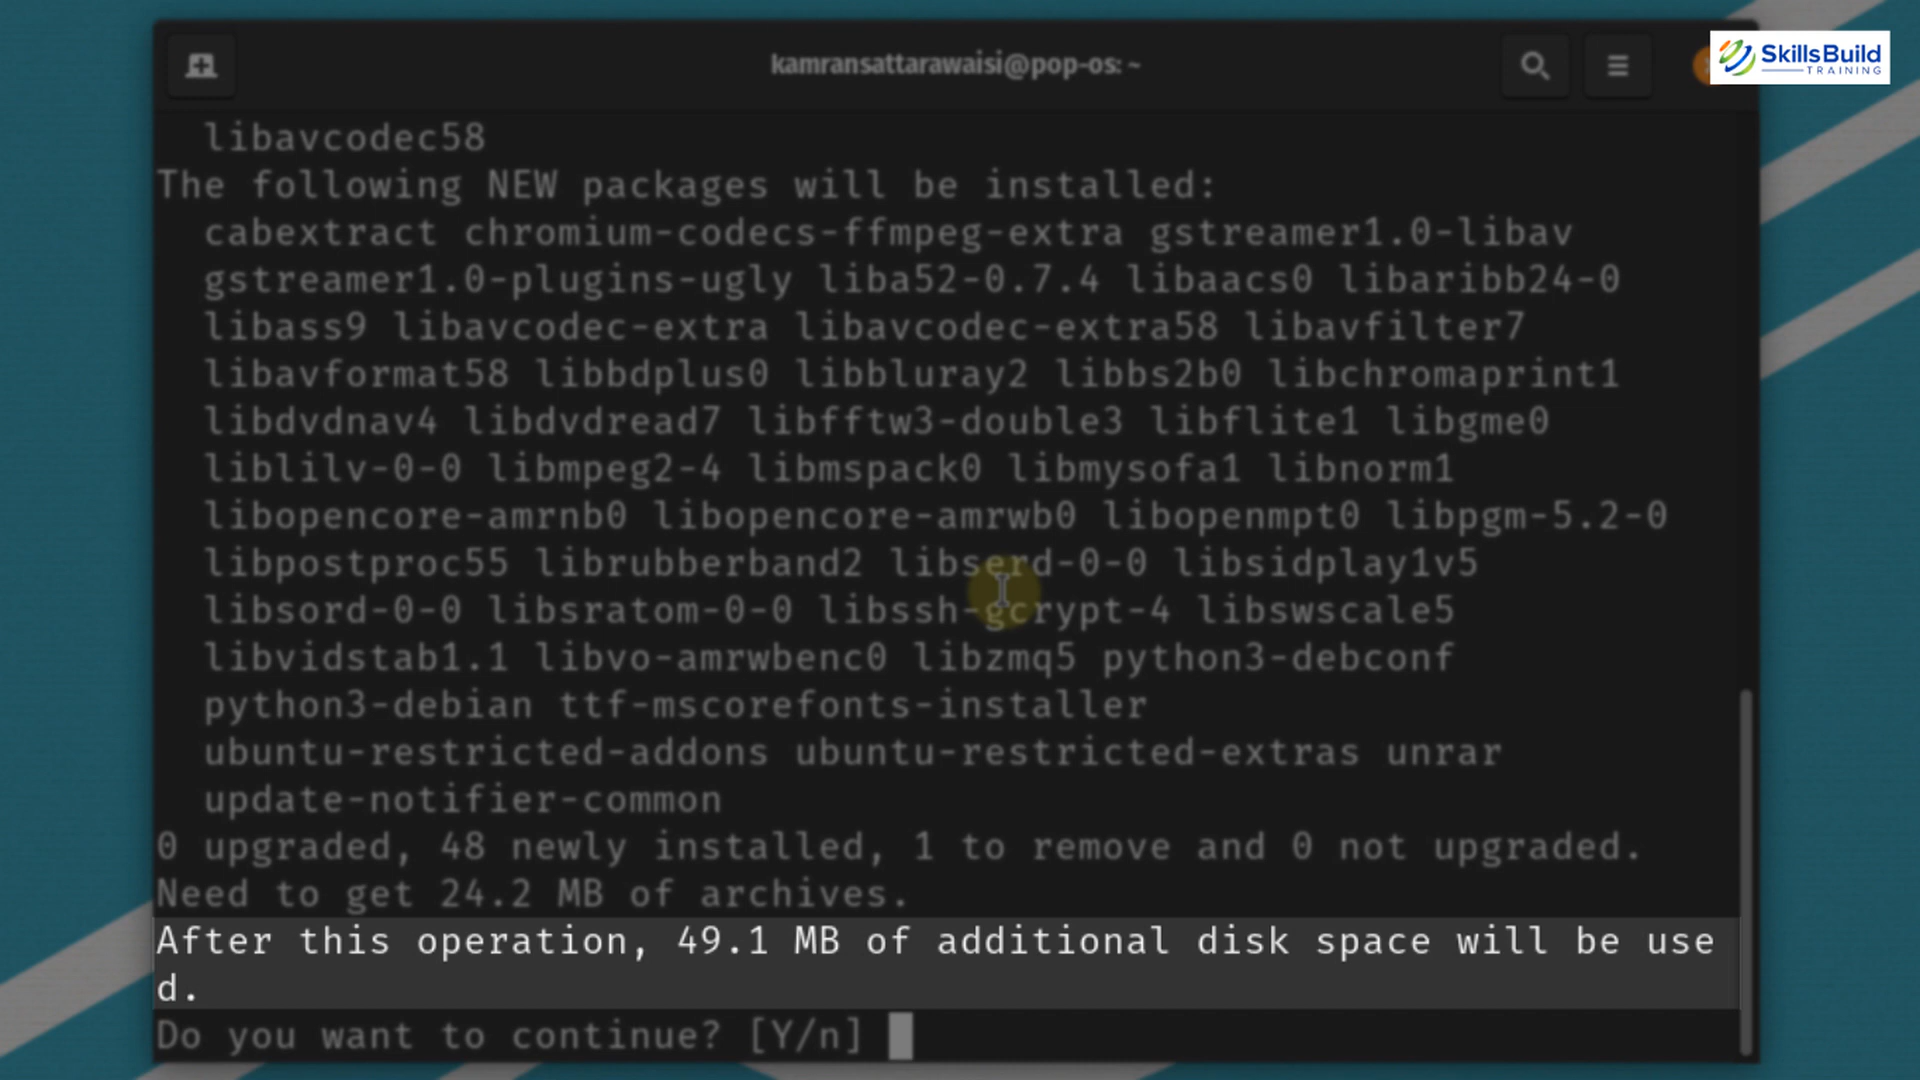 kamransattarawaisi@pop-os: ~
SkillsBuild
TRAINING
libavcodec58
The following NEW packages will be installed:
cabextract chromium-codecs-ffmpeg-extra gstreamer1.0-libav
gstreamer1.0-plugins-ugly liba52-0.7.4 libaacs0 libaribb24-0
libass9 libavcodec-extra libavcodec-extra58 libavfilter7
libavformat58 libbdplus0 libbluray2 libbs2b0 libchromaprint1
libdvdnav4 libdvdread7 libfftw3-double3 libflite1 libgme0
liblilv-0-0 libmpeg2-4 libmspack0 libmysofa1 libnorm1
libopencore-amrnb0 libopencore-amrwb0 libopenmpt0 libpgm-5.2-0
libpostproc55 librubberband2 libserd-0-0 libsidplay1v5
libsord-0-0 libsratom-0-0 libssh-gcrypt-4 libswscale5
libvidstab1.1 libvo-amrwbenc0 libzmq5 python3-debconf
python3-debian ttf-mscorefonts-installer
ubuntu-restricted-addons ubuntu-restricted-extras unrar
update-notifier-common
0 upgraded, 48 newly installed, 1 to remove and 0 not upgraded.
Need to get 24.2 MB of archives.
After this operation, 49.1 MB of additional disk space will be use
d.
Do you want to continue? [Y/n]